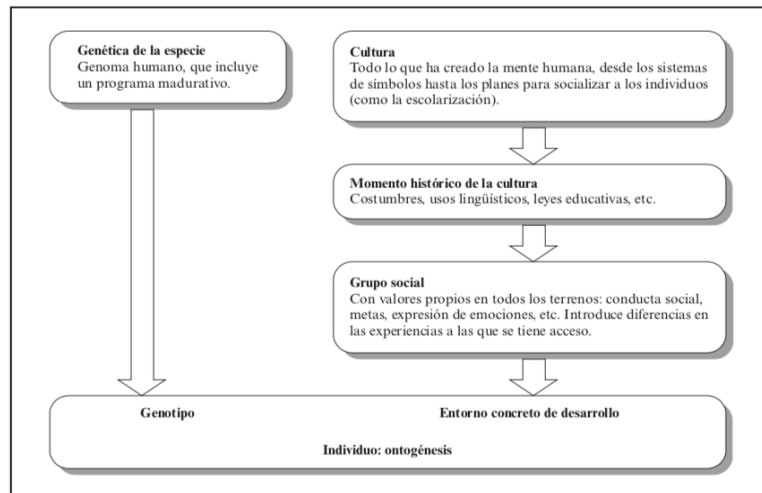 Genética de la especie
Genoma humano, que incluye
un programa madurativo.
Cultura
Todo lo que ha creado la mente humana, desde los sistemas
de símbolos hasta los planes para socializar a los individuos
(como la escolarización).
Momento histórico de la cultura
Costumbres, usos lingüísticos, leyes educativas, etc.
Grupo social
Con valores propios en todos los terrenos: conducta social,
metas, expresión de emociones, etc. Introduce diferencias en
las experiencias a las que se tiene acceso.
Genotipo
Entorno concreto de desarrollo
Individuo: ontogénesis